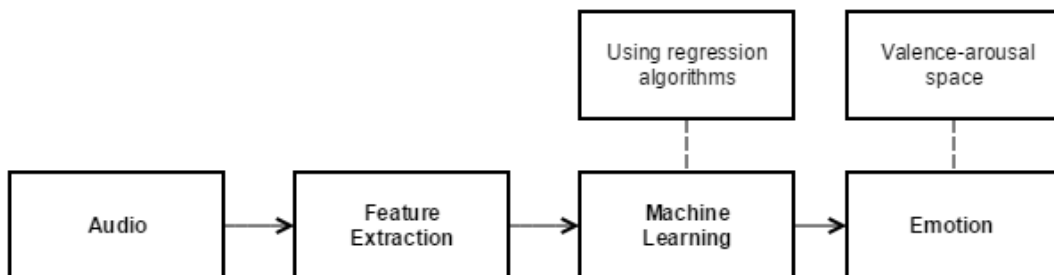 Using regression
algorithms
Valence-arousal
space
Audio
Feature
Extraction
Machine
Learning
Emotion